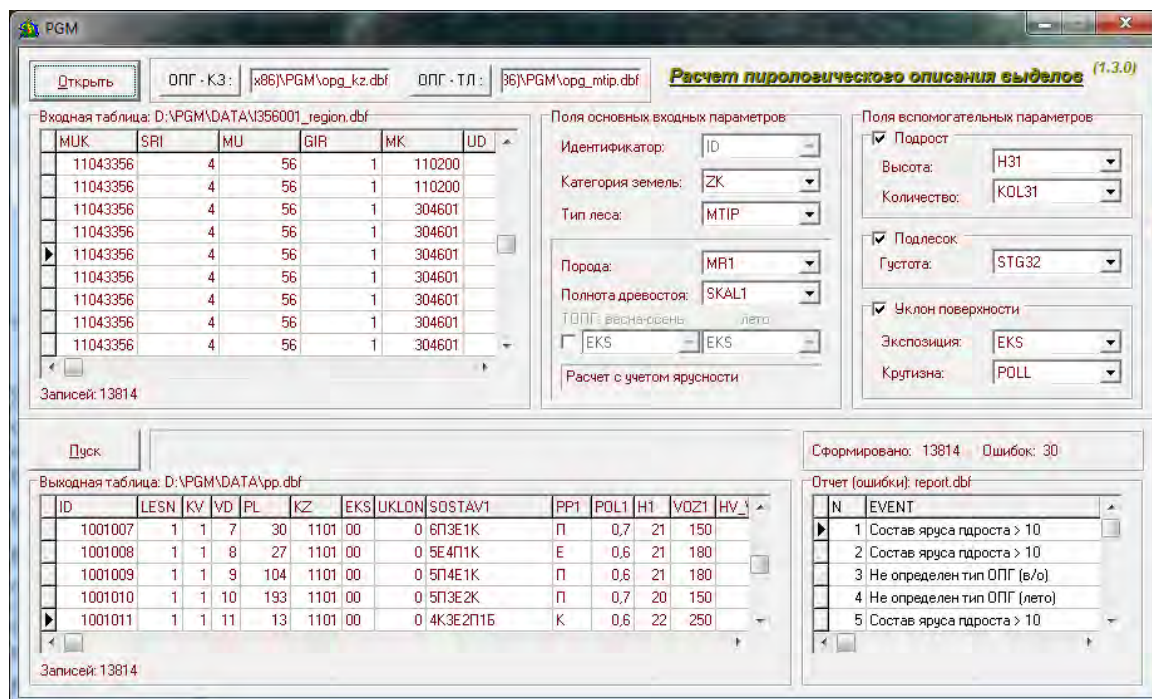 PGM
Открыть
ОПГ - КЗ :
x86)\PGM\opg_kz.dbf
ОПГ - ТЛ :
36)\PGM\opg_mtip.dbf
Расчет пирологического описания выделов (1.3.0)
Входная таблица: D:\PGM\DATA\I356001_region.dbf
MUK SRI MU GIR MK UD
11043356 4 56 1 110200
11043356 4 56 1 110200
11043356 4 56 1 304601
11043356 4 56 1 304601
11043356 4 56 1 304601
11043356 4 56 1 304601
11043356 4 56 1 304601
11043356 4 56 1 304601
11043356 4 56 1 304601
Записей: 13814
Поля основных входных параметров
Идентификатор: ID
Категория земель: ZK
Тип леса: MTIP
Порода: MR1
Полнота древостоя: SKAL1
ТОПГ: весна-осень лето
EKS EKS
Расчет с учетом ярусности
Поля вспомогательных параметров
Подрост
Высота: H31
Количество: KOL31
Подлесок
Густота: STG32
Уклон поверхности
Экспозиция: EKS
Крутизна: POLL
Пуск
Сформировано: 13814 Ошибок: 30
Выходная таблица: D:\PGM\DATA\pp.dbf
ID LESN KV VD PL KZ EKS UKLON SOSTAV1 PP1 POL1 H1 VOZ1
1001007 1 1 7 30 1101 00 0 6П3Е1К П 0,7 21 150
1001008 1 1 8 27 1101 00 0 5Е4П1К Е 0,6 21 180
1001009 1 1 9 104 1101 00 0 5П4Е1К П 0,6 21 180
1001010 1 1 10 193 1101 00 0 5П3Е2К П 0,7 20 150
1001011 1 1 11 13 1101 00 0 4К3Е2П1Б К 0,6 22 250
Записей: 13814
Отчет (ошибки): report.dbf
N EVENT
1 Состав яруса пдроста > 10
2 Состав яруса пдроста > 10
3 Не определен тип ОПГ (в/о)
4 Не определен тип ОПГ (лето)
5 Состав яруса пдроста > 10